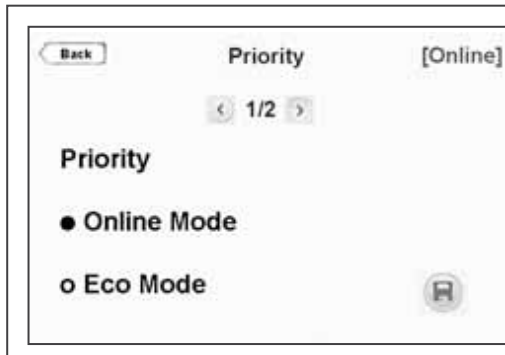 Back Priority [Online]
< 1/2 >
Priority
● Online Mode
o Eco Mode